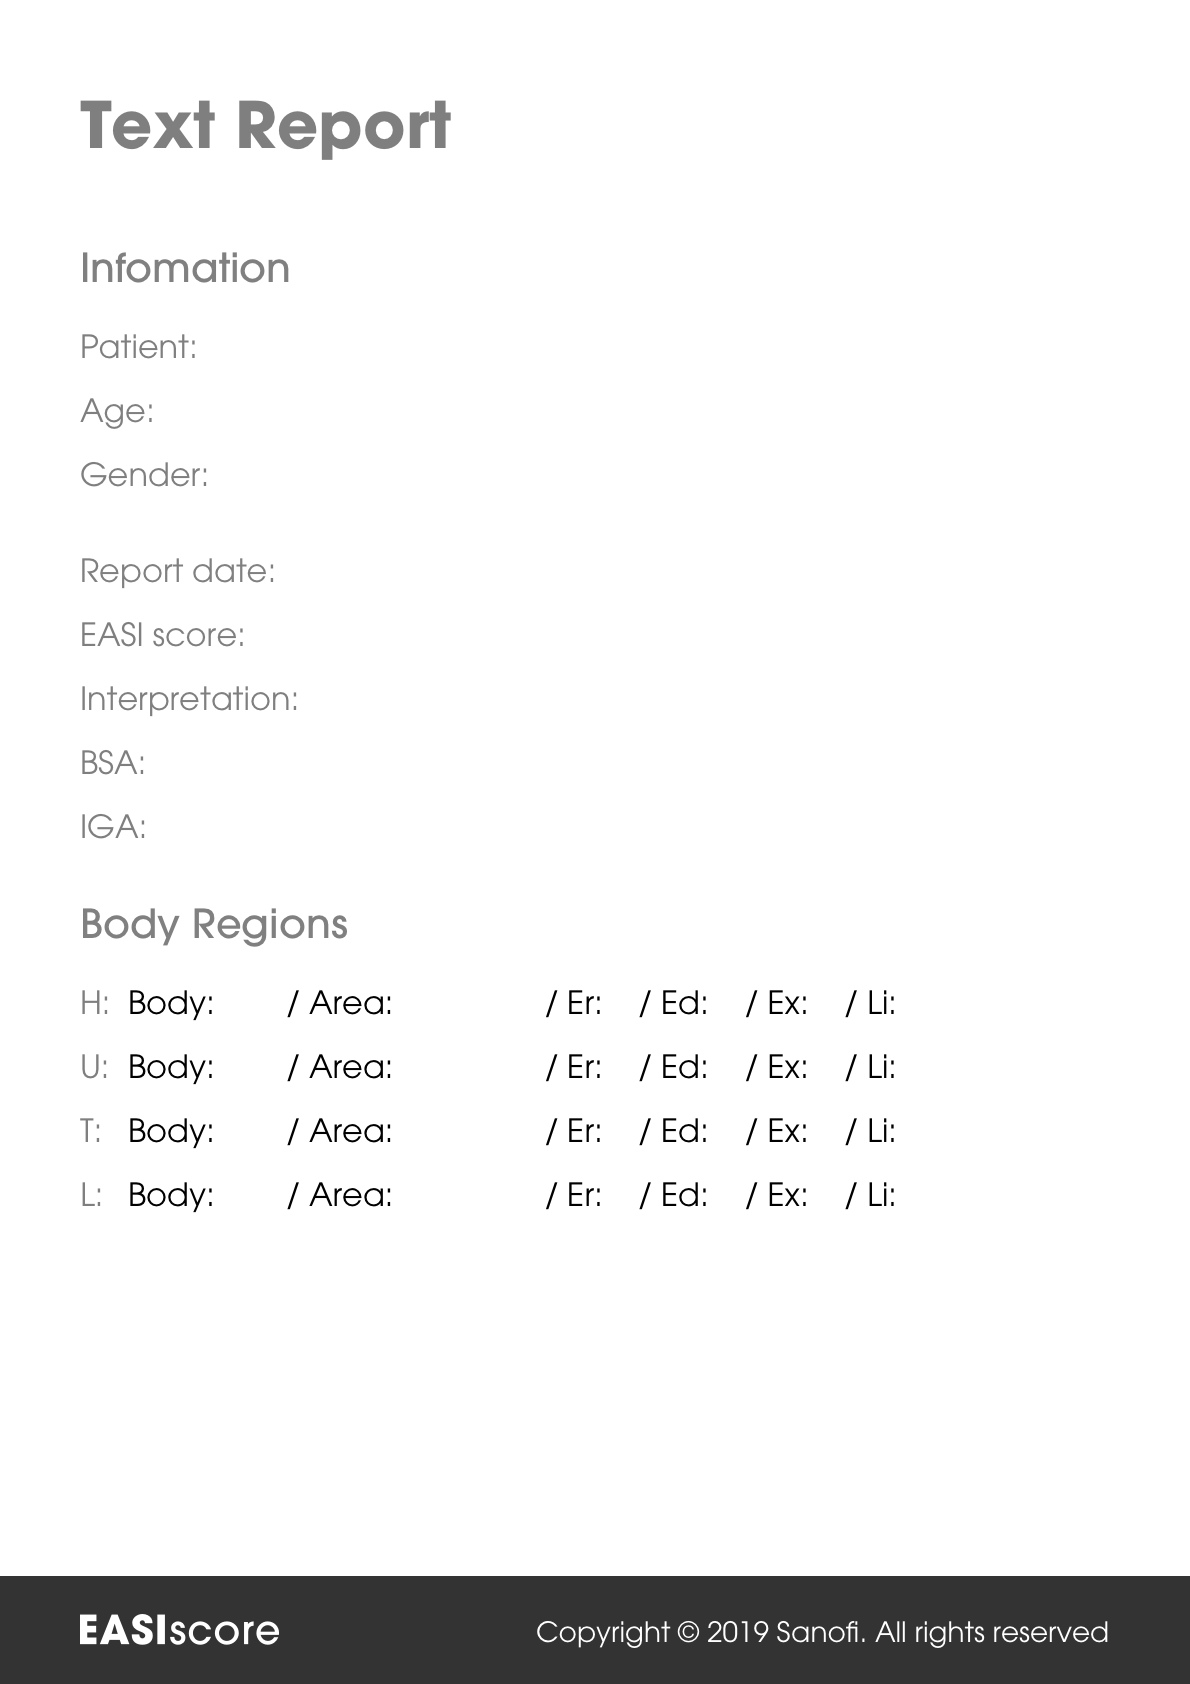 Text Report
Infomation
Patient:
Age:
Gender:
Report date:
EASI score:
Interpretation:
BSA:
IGA:
Body Regions
H: Body: / Area: / Er: / Ed: / Ex: / Li:
U: Body: / Area: / Er: / Ed: / Ex: / Li:
T: Body: / Area: / Er: / Ed: / Ex: / Li:
L: Body: / Area: / Er: / Ed: / Ex: / Li:
EASIscore Copyright © 2019 Sanofi. All rights reserved